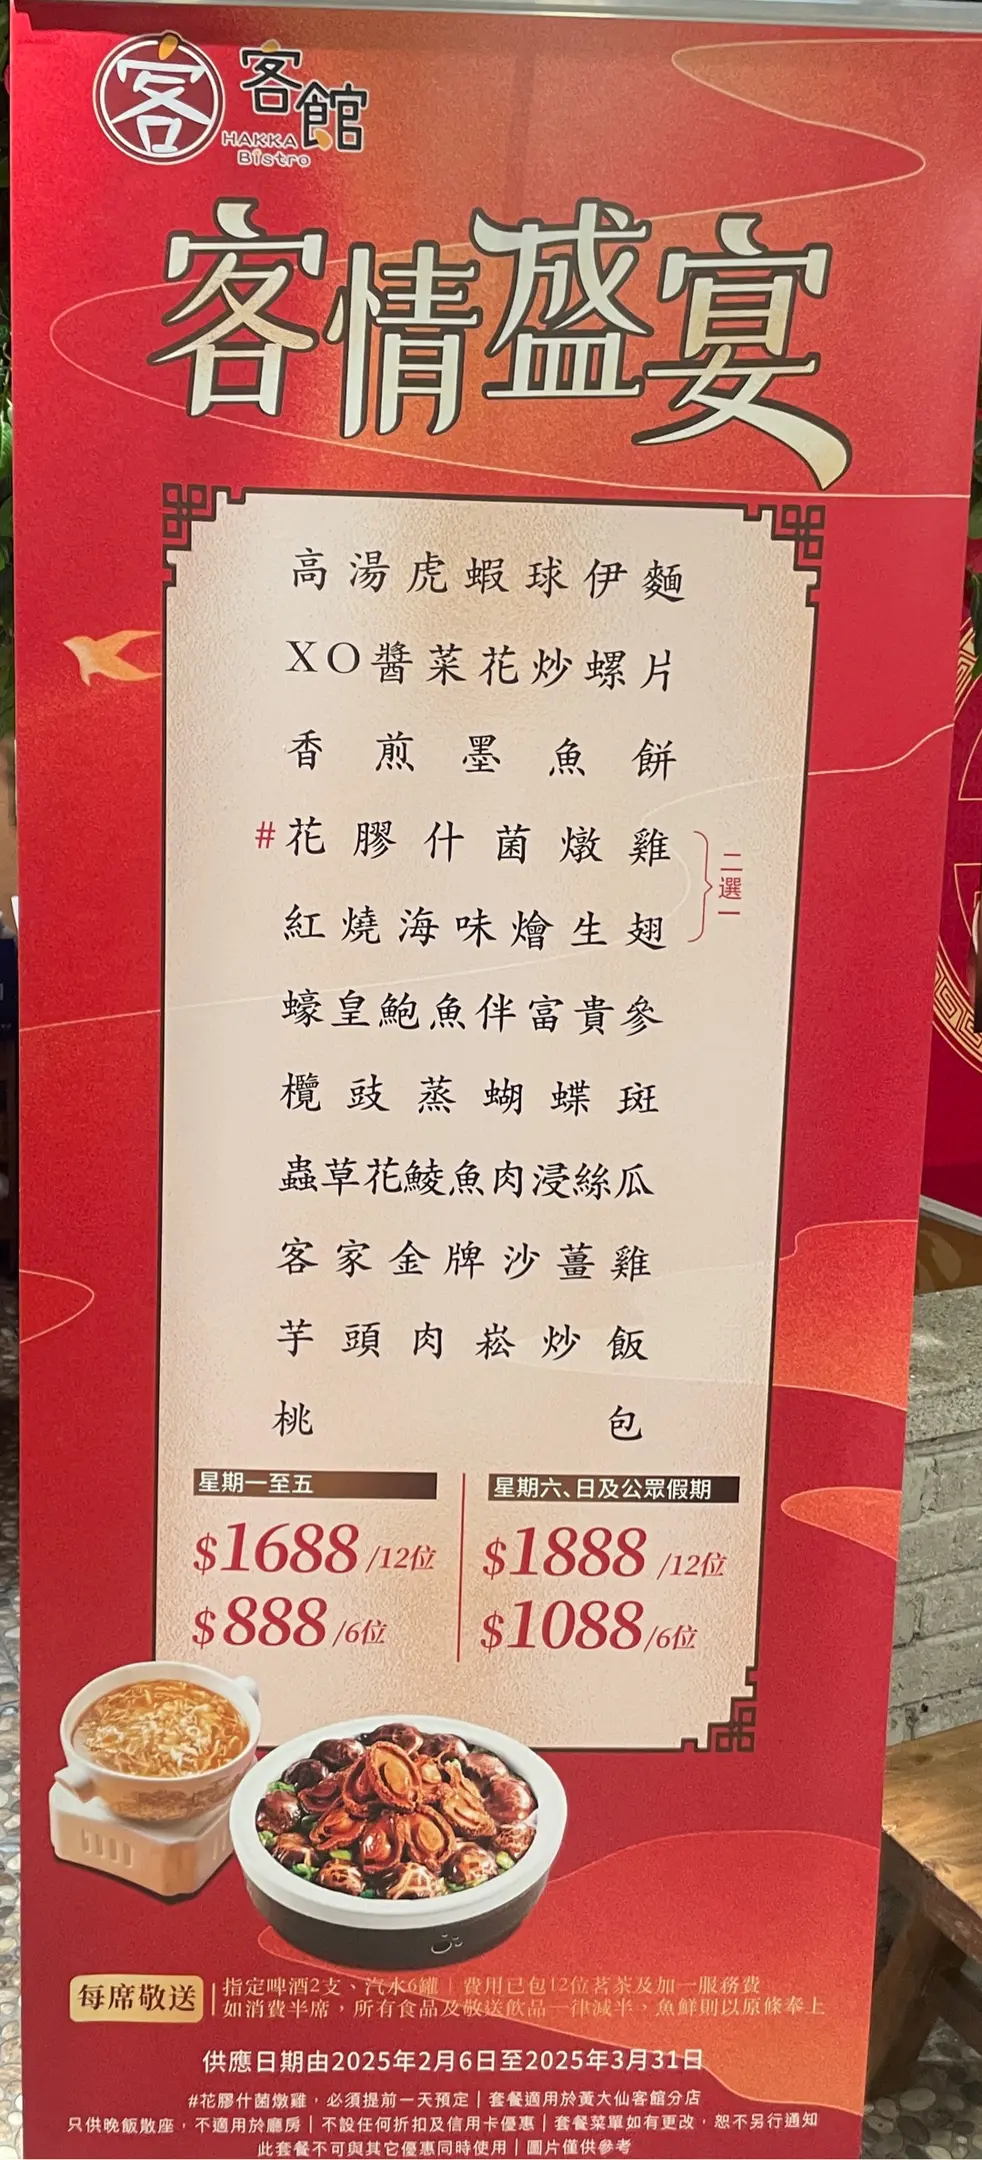 客
客館
HAKKA
Bistro
客情盛宴
高湯虎蝦球伊麵
XO醬菜花炒螺片
香煎墨魚餅
#花膠什菌燉雞
二選一
紅燒海味燴生翅
蠔皇鮑魚伴富貴參
欖豉蒸蝴蝶斑
蟲草花鯪魚肉浸絲瓜
客家金牌沙薑雞
芋頭肉崧炒飯
桃包
星期一至五
$1688/12位
$888/6位
星期六、日及公眾假期
$1888/12位
$1088/6位
每席敬送
指定啤酒2支、汽水6罐｜費用已包12位茗茶及加一服務費
如消費半席，所有食品及敬送飲品一律減半、魚鮮則以原條奉上
供應日期由2025年2月6日至2025年3月31日
#花膠什菌燉雞，必須提前一天預定｜套餐適用於黃大仙客館分店
只供晚飯散座，不適用於廳房｜不設任何折扣及信用卡優惠｜套餐菜單如有更改，恕不另行通知
此套餐不可與其它優惠同時使用｜圖片僅供參考